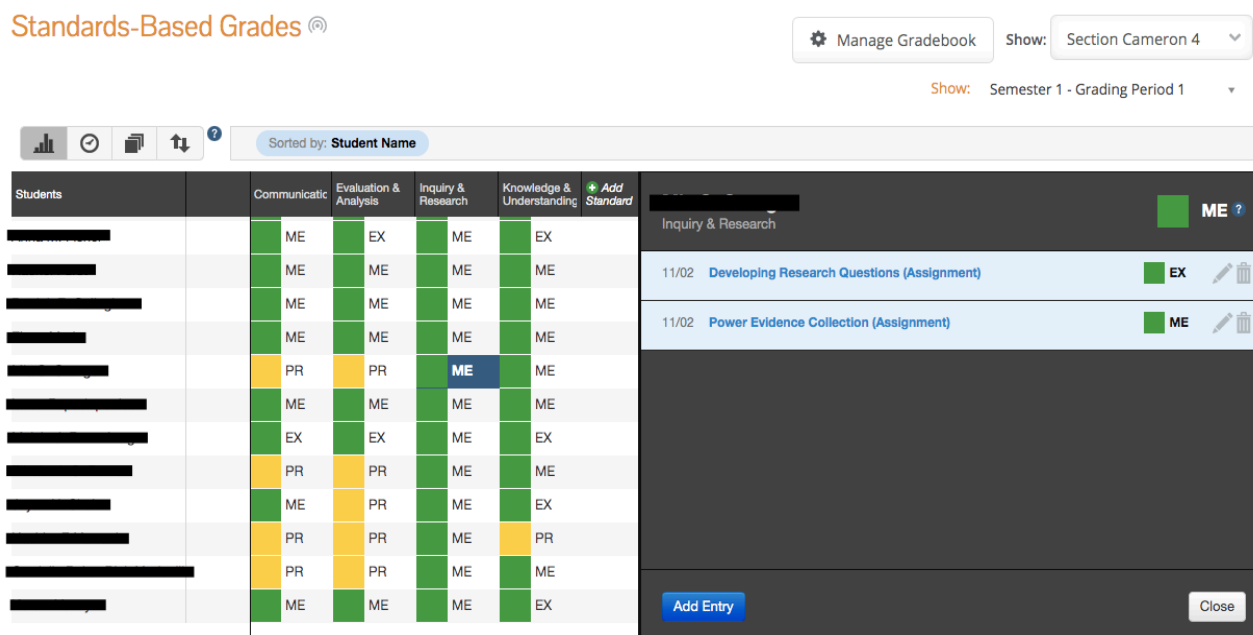 Standards-Based Grades
Manage Gradebook Show: Section Cameron 4
Show: Semester 1 - Grading Period 1
? Sorted by: Student Name
Students Communicatic Evaluation & Analysis Inquiry & Research Knowledge & Understanding + Add Standard
ME EX ME EX
ME ME ME ME
ME ME ME ME
ME ME ME ME
PR PR ME ME
ME ME ME ME
EX EX ME EX
PR PR ME ME
ME PR ME EX
PR PR ME PR
PR PR ME ME
ME ME ME EX
Inquiry & Research ME ?
11/02 Developing Research Questions (Assignment) EX
11/02 Power Evidence Collection (Assignment) ME
Add Entry Close